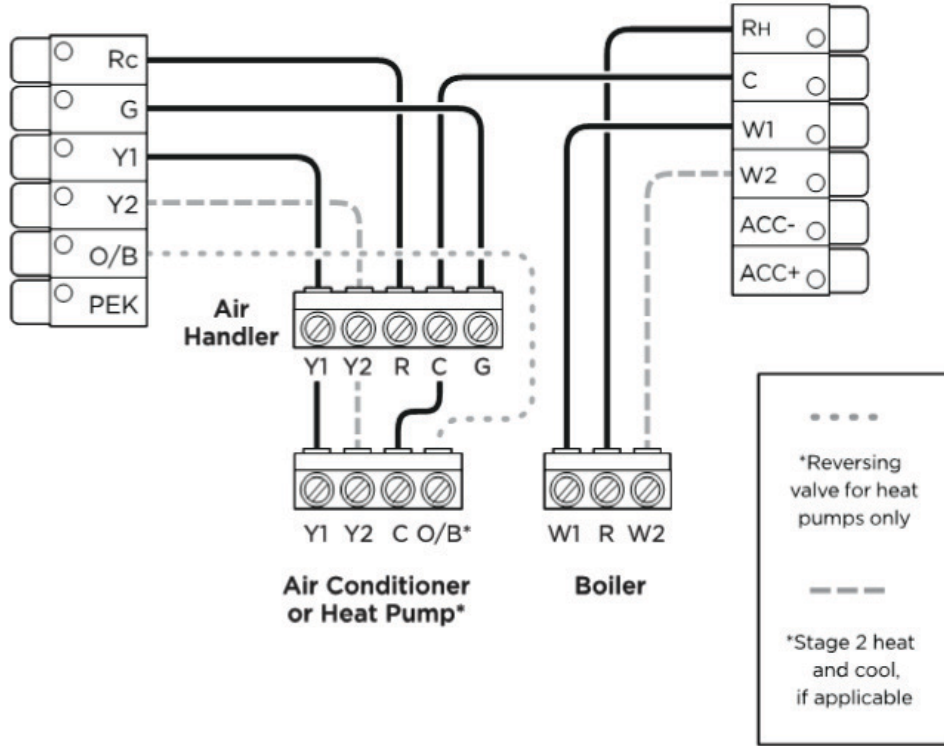 Rc
G
Y1
Y2
O/B
PEK
RH
C
W1
W2
ACC-
ACC+
Air
Handler
Y1 Y2 R C G
Y1 Y2 C O/B*
Air Conditioner
or Heat Pump*
W1 R W2
Boiler
*Reversing
valve for heat
pumps only
*Stage 2 heat
and cool,
if applicable